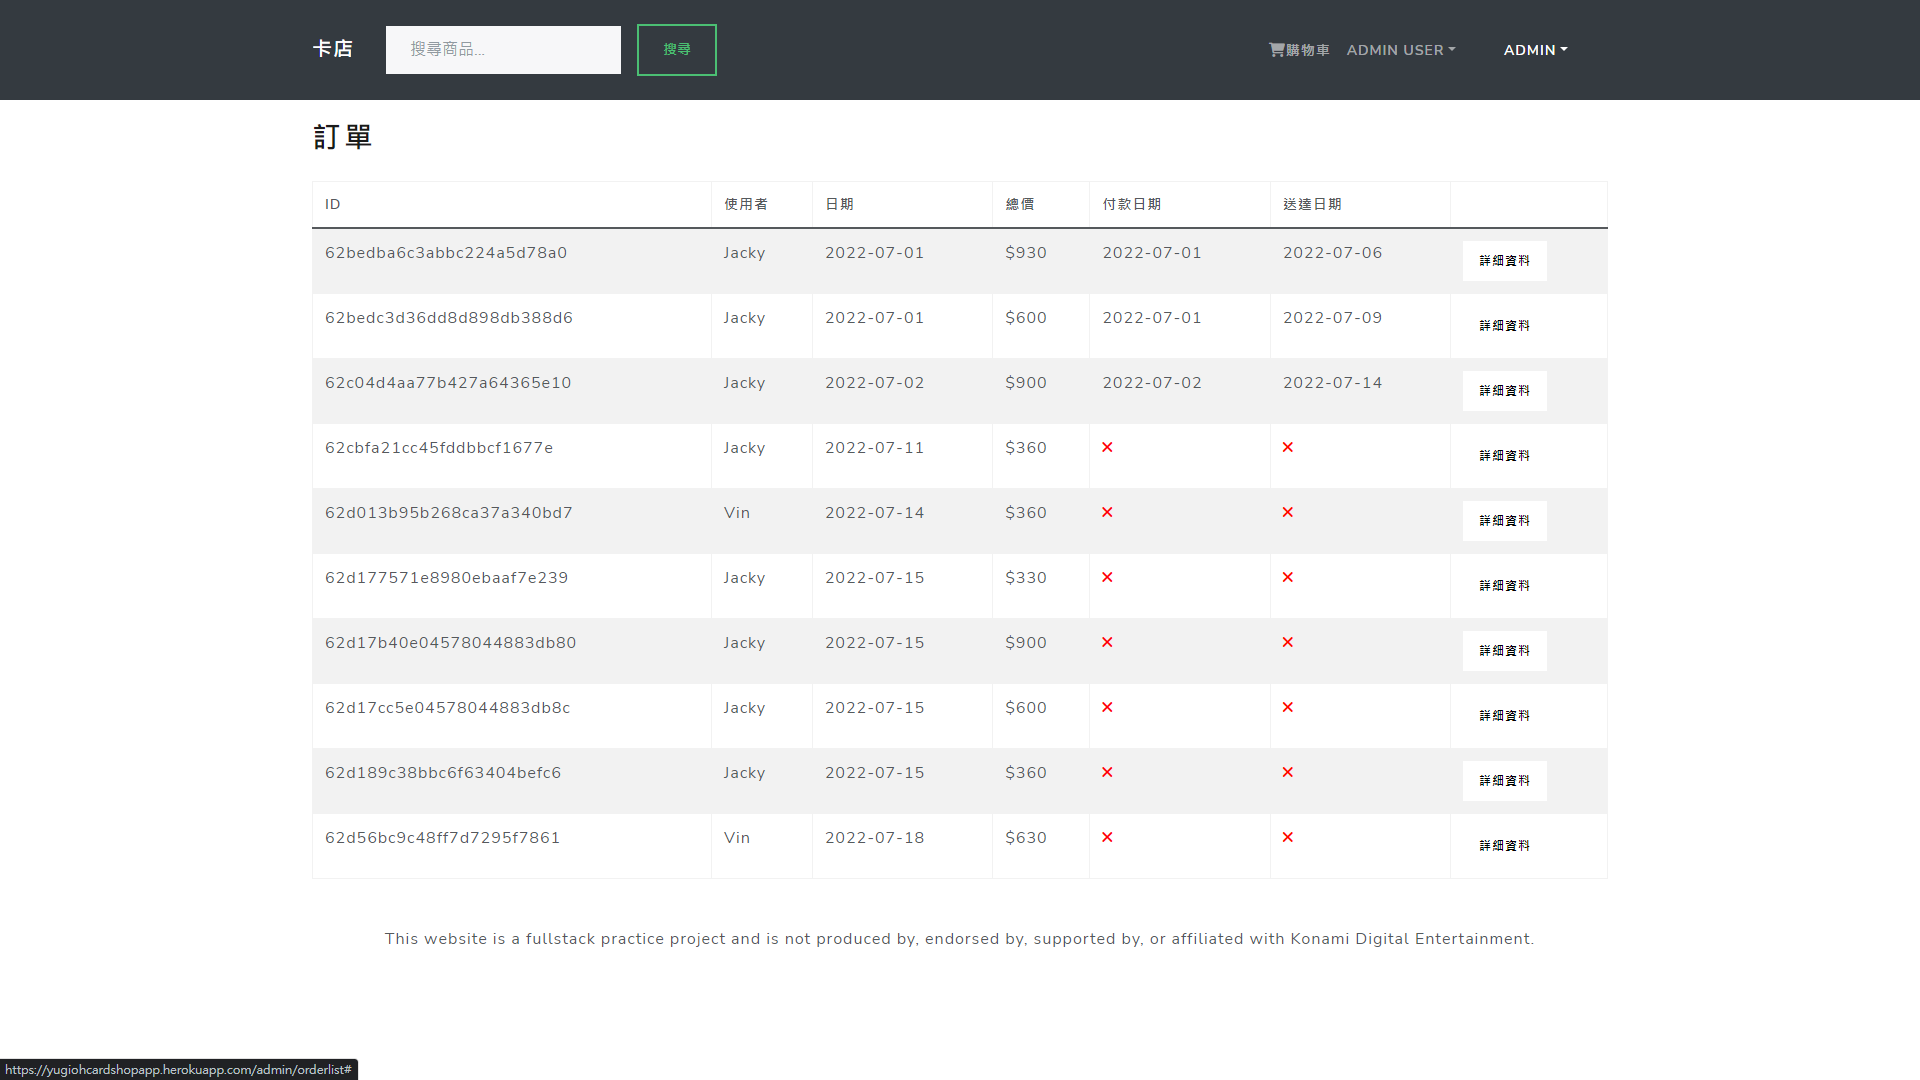 卡店 搜尋商品... 搜尋 購物車 ADMIN USER ADMIN
訂單
ID 使用者 日期 總價 付款日期 送達日期
62bedba6c3abbc224a5d78a0 Jacky 2022-07-01 $930 2022-07-01 2022-07-06 詳細資料
62bedc3d36dd8d898db388d6 Jacky 2022-07-01 $600 2022-07-01 2022-07-09 詳細資料
62c04d4aa77b427a64365e10 Jacky 2022-07-02 $900 2022-07-02 2022-07-14 詳細資料
62cbfa21cc45fddbbcf1677e Jacky 2022-07-11 $360 詳細資料
62d013b95b268ca37a340bd7 Vin 2022-07-14 $360 詳細資料
62d177571e8980ebaaf7e239 Jacky 2022-07-15 $330 詳細資料
62d17b40e04578044883db80 Jacky 2022-07-15 $900 詳細資料
62d17cc5e04578044883db8c Jacky 2022-07-15 $600 詳細資料
62d189c38bbc6f63404befc6 Jacky 2022-07-15 $360 詳細資料
62d56bc9c48ff7d7295f7861 Vin 2022-07-18 $630 詳細資料
This website is a fullstack practice project and is not produced by, endorsed by, supported by, or affiliated with Konami Digital Entertainment.
https://yugiohcardshopapp.herokuapp.com/admin/orderlist#